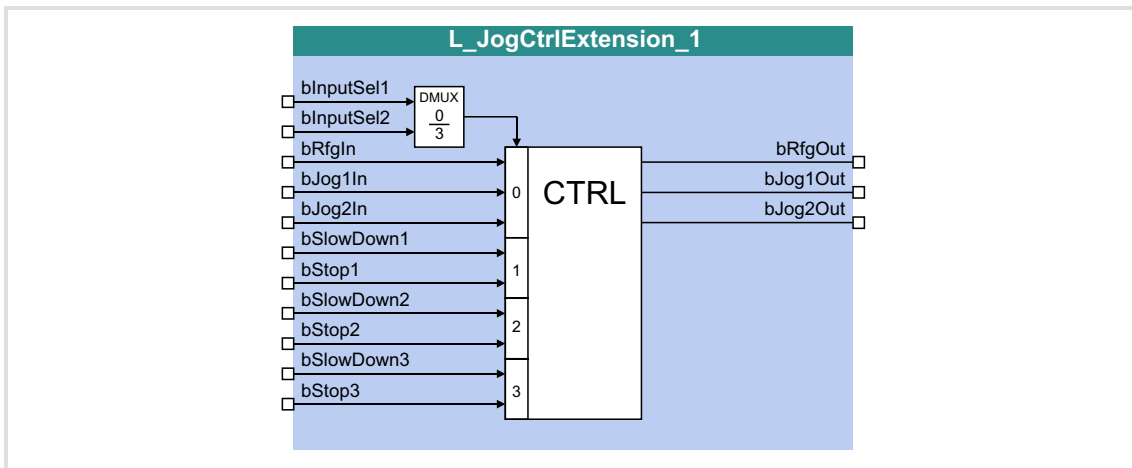 L_JogCtrlExtension_1
bInputSel1
DMUX
0
3
bInputSel2
bRfgIn
bRfgOut
bJog1In
bJog1Out
0
CTRL
bJog2In
bJog2Out
bSlowDown1
bStop1
1
bSlowDown2
bStop2
2
bSlowDown3
bStop3
3